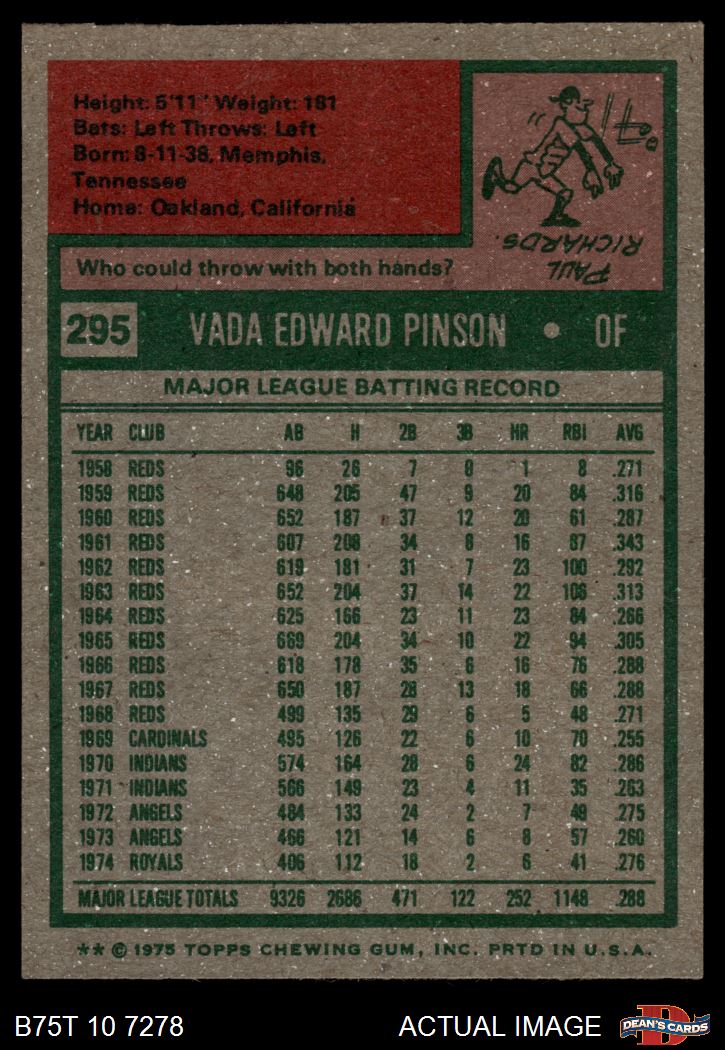 Height: 5'11" Weight: 181
Bats: Left Throws: Left
Born: 8-11-38, Memphis,
Tennessee
Home: Oakland, California
PAUL
RICHARDS.
Who could throw with both hands?
295 VADA EDWARD PINSON • OF
MAJOR LEAGUE BATTING RECORD
YEAR CLUB AB H 2B 3B HR RBI AVG
1958 REDS 96 26 7 0 1 8 .271
1959 REDS 648 205 47 9 20 84 .316
1960 REDS 652 187 37 12 20 61 .287
1961 REDS 607 208 34 8 16 87 .343
1962 REDS 619 181 31 7 23 100 .292
1963 REDS 652 204 37 14 22 106 .313
1964 REDS 625 166 23 11 23 84 .266
1965 REDS 669 204 34 10 22 94 .305
1966 REDS 618 178 35 6 16 76 .288
1967 REDS 650 187 28 13 18 66 .288
1968 REDS 499 135 29 6 5 48 .271
1969 CARDINALS 495 126 22 6 10 70 .255
1970 INDIANS 574 164 28 6 24 82 .286
1971 INDIANS 566 149 23 4 11 35 .263
1972 ANGELS 484 133 24 2 7 49 .275
1973 ANGELS 466 121 14 6 8 57 .260
1974 ROYALS 406 112 18 2 6 41 .276
MAJOR LEAGUE TOTALS 9326 2686 471 122 252 1148 .288
** © 1975 TOPPS CHEWING GUM, INC. PRTD IN U.S.A.
B75T 10 7278 ACTUAL IMAGE
D
DEAN'S CARDS